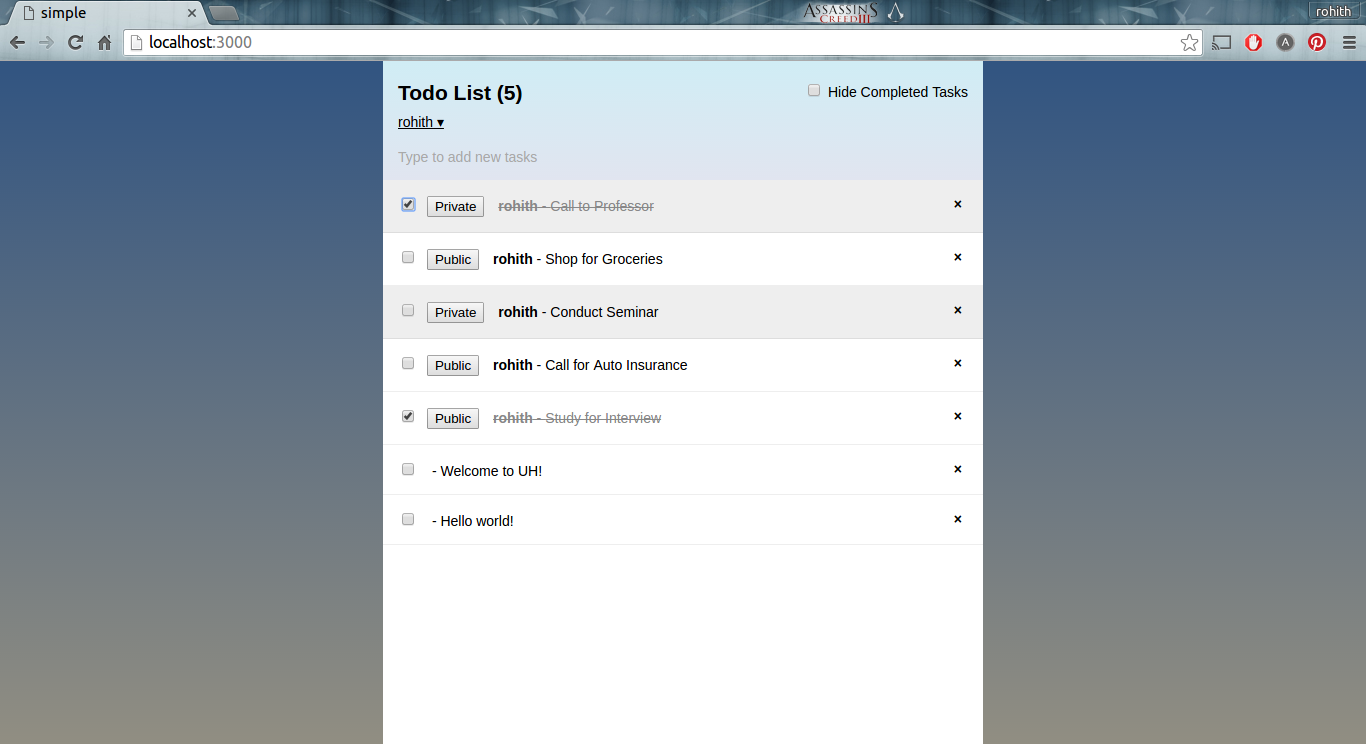 simple ×
ASSASSIN'S CREED III
rohith
localhost:3000
A
Todo List (5)
Hide Completed Tasks
rohith ▾
Type to add new tasks
Private rohith - Call to Professor ×
Public rohith - Shop for Groceries ×
Private rohith - Conduct Seminar ×
Public rohith - Call for Auto Insurance ×
Public rohith - Study for Interview ×
- Welcome to UH! ×
- Hello world! ×